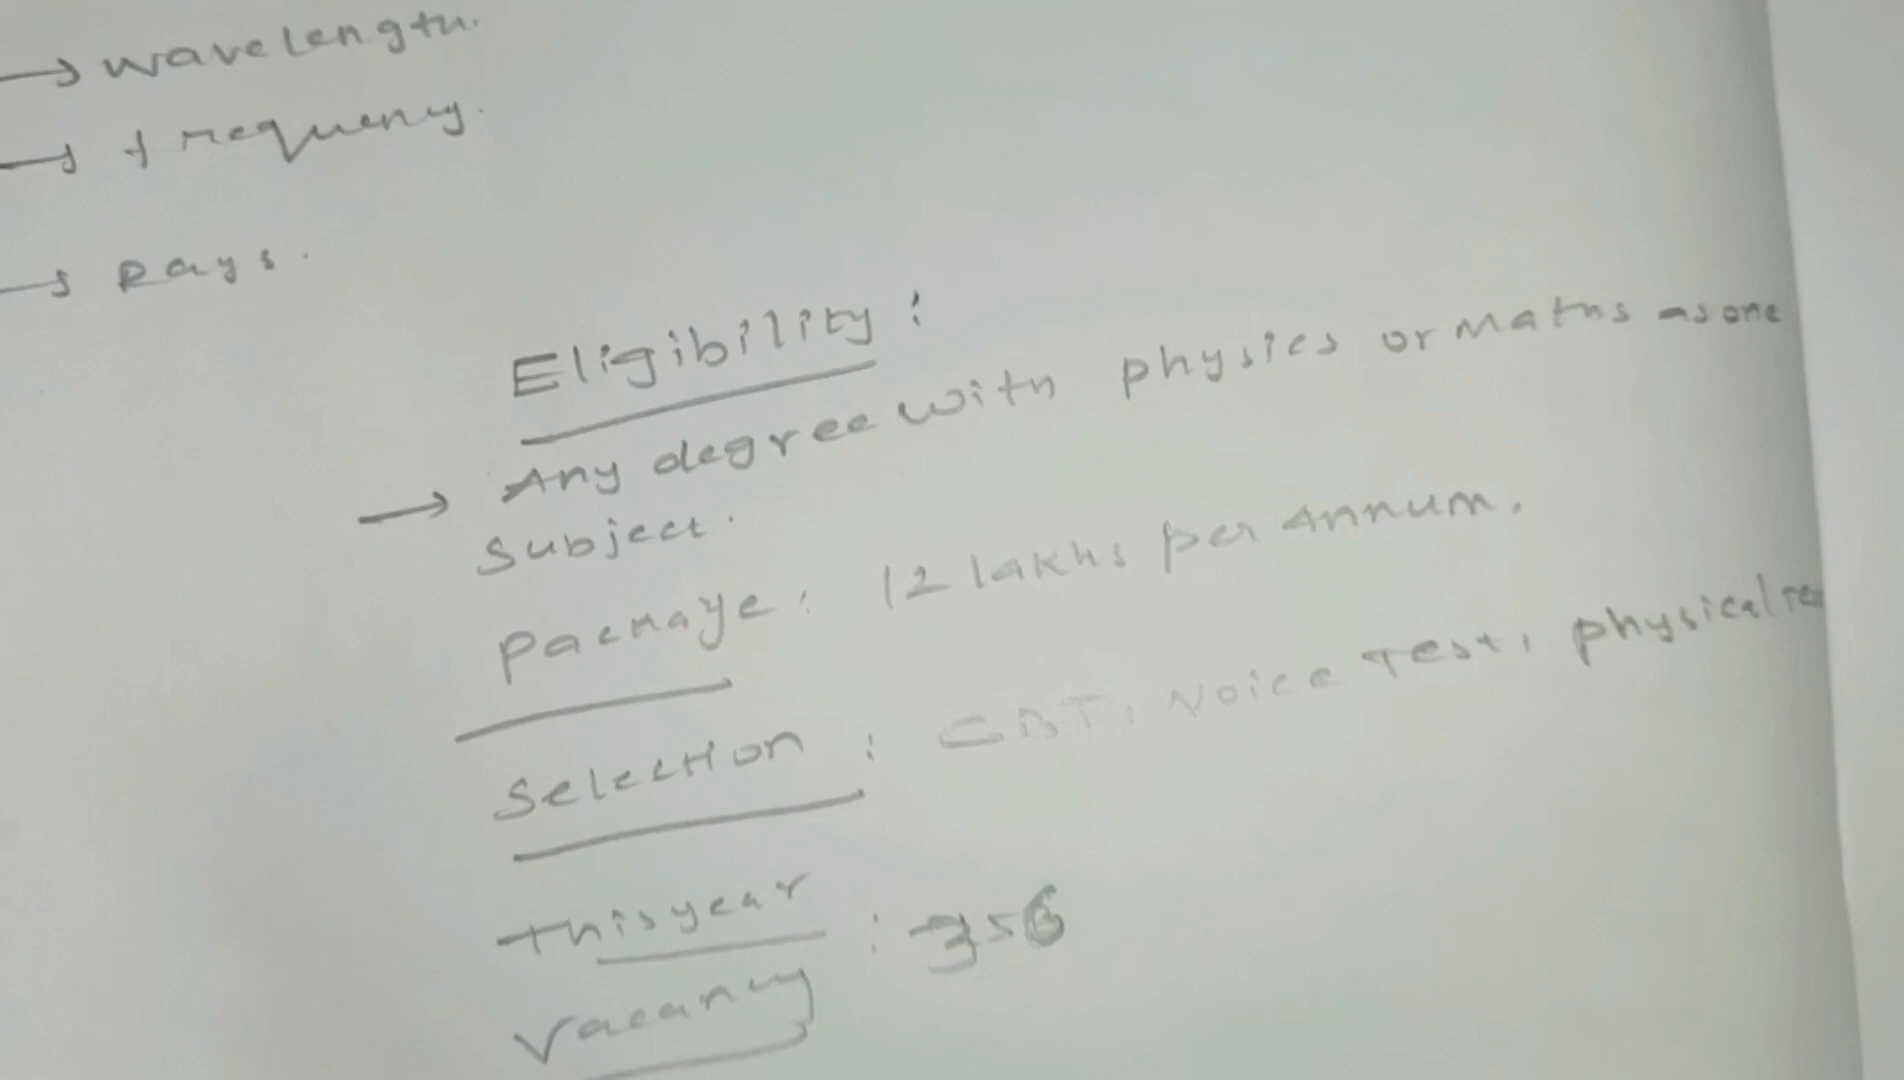 → wavelength.
→ frequency.
→ Rays.
Eligibility :
→ Any degree with physics or Maths as one
subject.
package : 12 lakhs per Annum.
selection : CBT, Voice Test, physical
This year
vacancy : 356